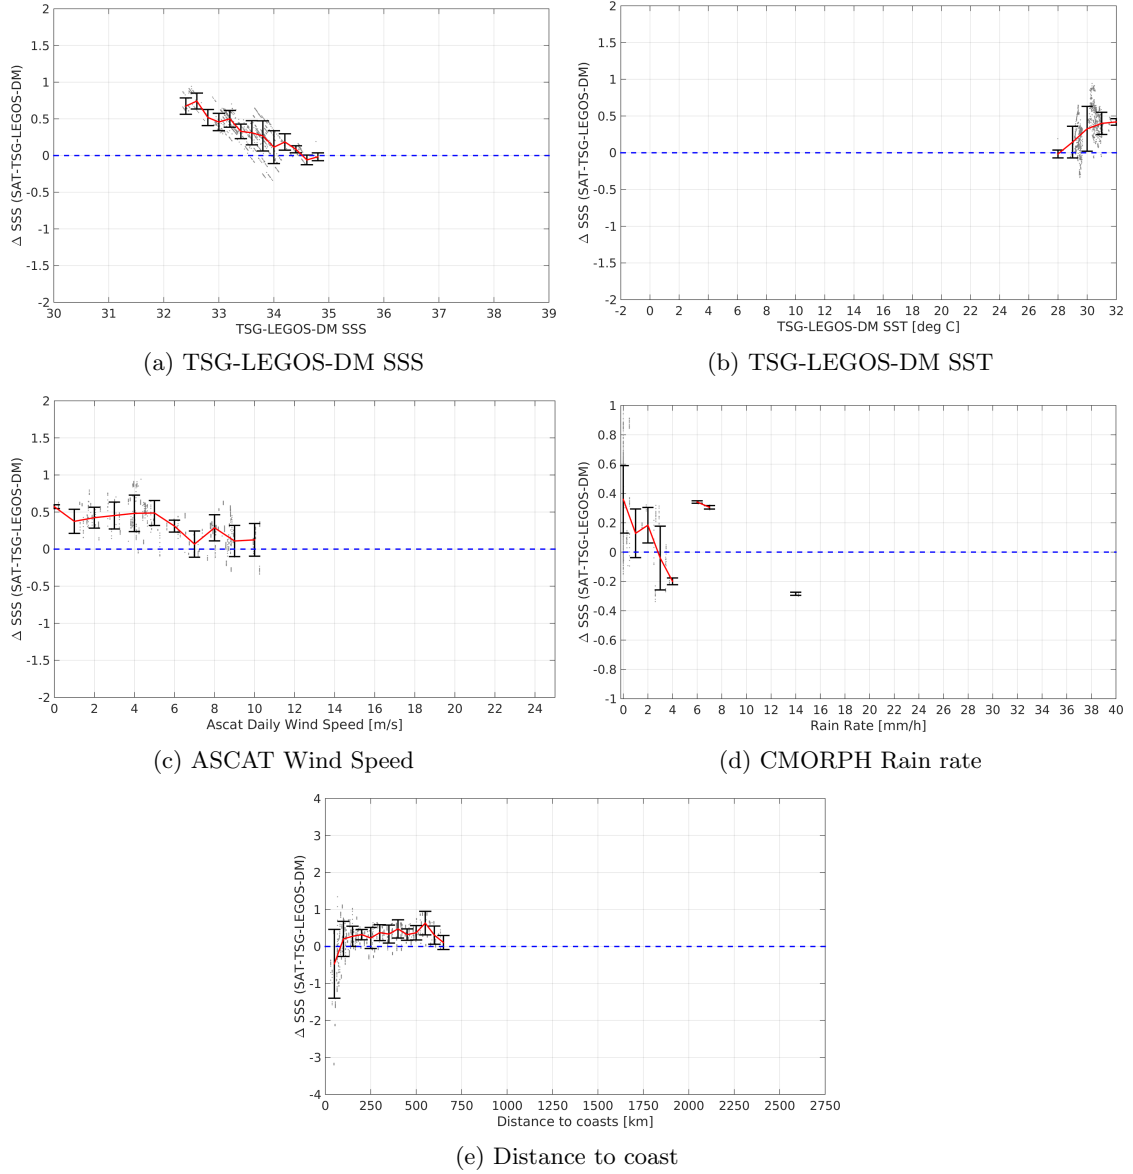 2
1.5
1
0.5
0
-0.5
-1
-1.5
-2
Δ SSS (SAT-TSG-LEGOS-DM)
30 31 32 33 34 35 36 37 38 39
TSG-LEGOS-DM SSS
(a) TSG-LEGOS-DM SSS
2
1.5
1
0.5
0
-0.5
-1
-1.5
-2
Δ SSS (SAT-TSG-LEGOS-DM)
-2 0 2 4 6 8 10 12 14 16 18 20 22 24 26 28 30 32
TSG-LEGOS-DM SST [deg C]
(b) TSG-LEGOS-DM SST
2
1.5
1
0.5
0
-0.5
-1
-1.5
-2
Δ SSS (SAT-TSG-LEGOS-DM)
0 2 4 6 8 10 12 14 16 18 20 22 24
Ascat Daily Wind Speed [m/s]
(c) ASCAT Wind Speed
1
0.8
0.6
0.4
0.2
0
-0.2
-0.4
-0.6
-0.8
-1
Δ SSS (SAT-TSG-LEGOS-DM)
0 2 4 6 8 10 12 14 16 18 20 22 24 26 28 30 32 34 36 38 40
Rain Rate [mm/h]
(d) CMORPH Rain rate
4
3
2
1
0
-1
-2
-3
-4
Δ SSS (SAT-TSG-LEGOS-DM)
0 250 500 750 1000 1250 1500 1750 2000 2250 2500 2750
Distance to coasts [km]
(e) Distance to coast